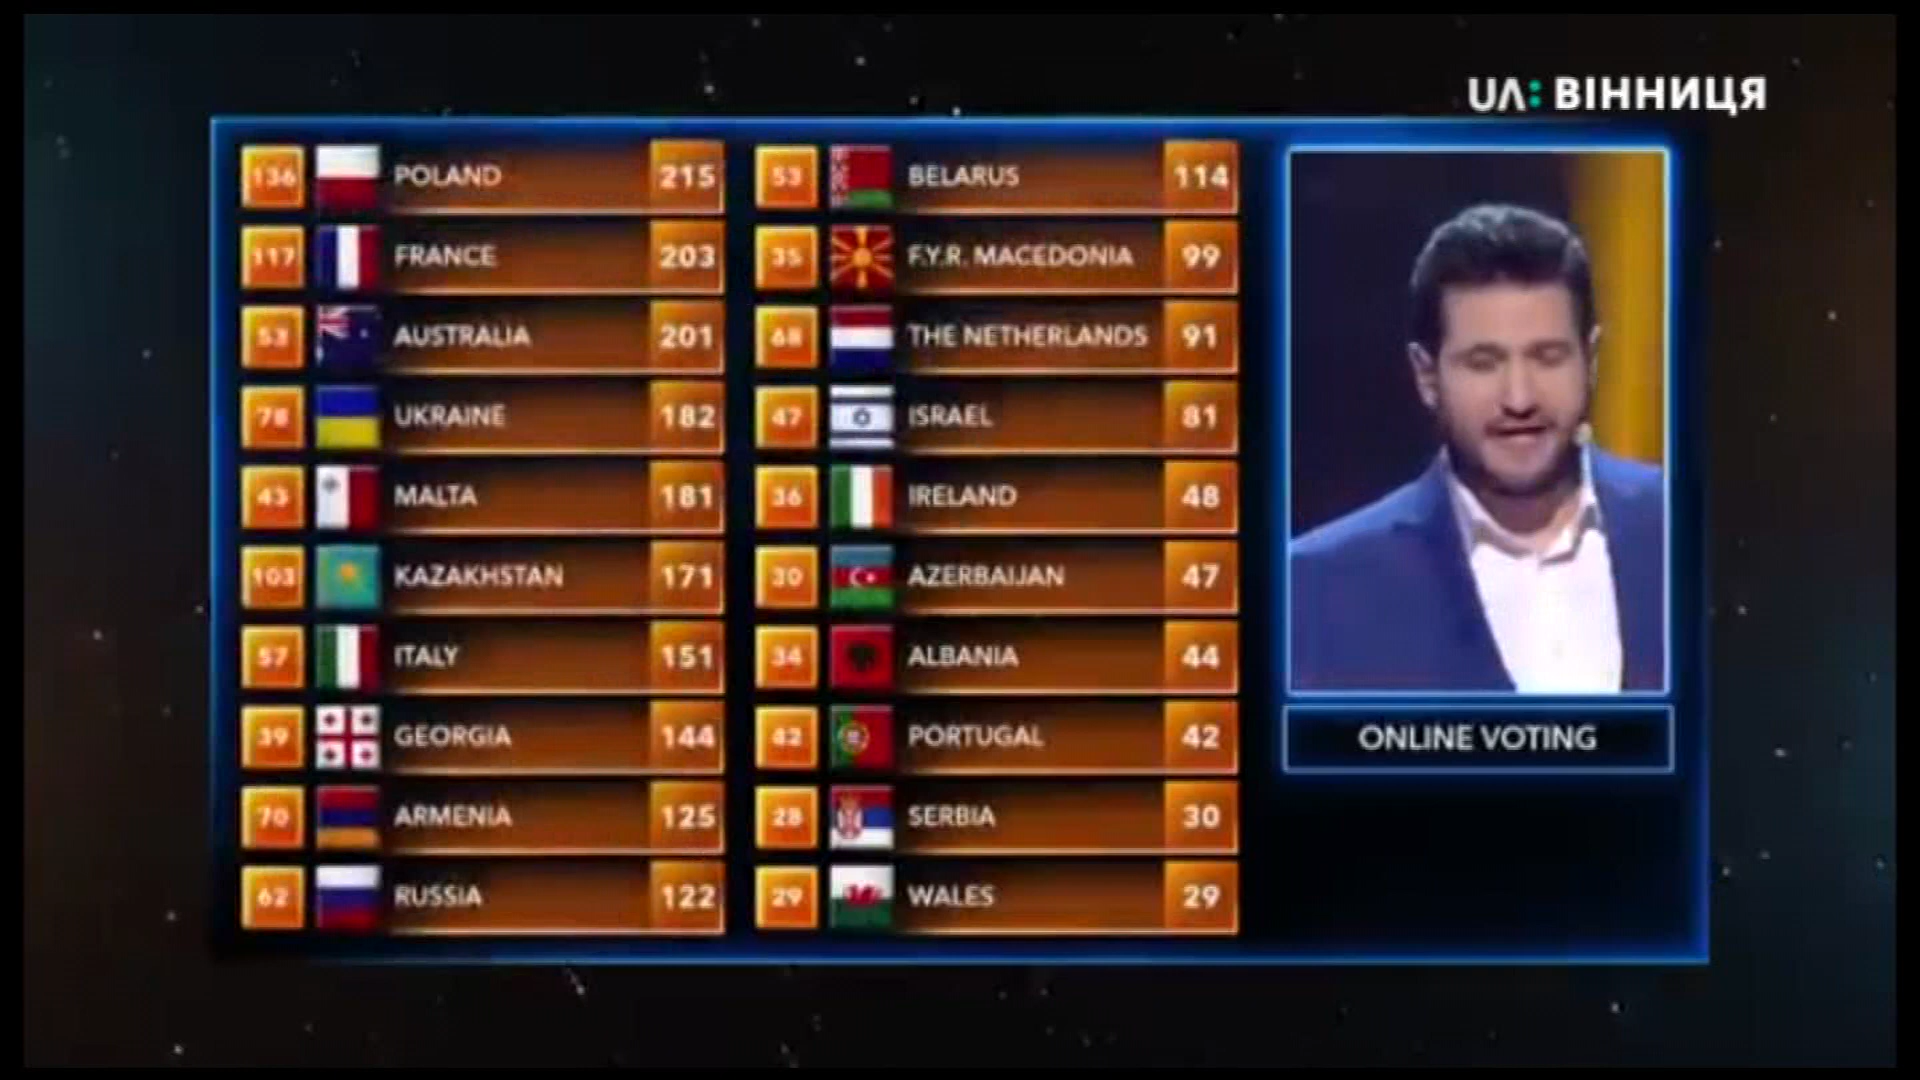 UA: ВІННИЦЯ
136 POLAND 215
117 FRANCE 203
53 AUSTRALIA 201
78 UKRAINE 182
43 MALTA 181
103 KAZAKHSTAN 171
57 ITALY 151
39 GEORGIA 144
70 ARMENIA 125
62 RUSSIA 122
53 BELARUS 114
35 F.Y.R. MACEDONIA 99
68 THE NETHERLANDS 91
47 ISRAEL 81
36 IRELAND 48
30 AZERBAIJAN 47
34 ALBANIA 44
42 PORTUGAL 42
28 SERBIA 30
29 WALES 29
ONLINE VOTING